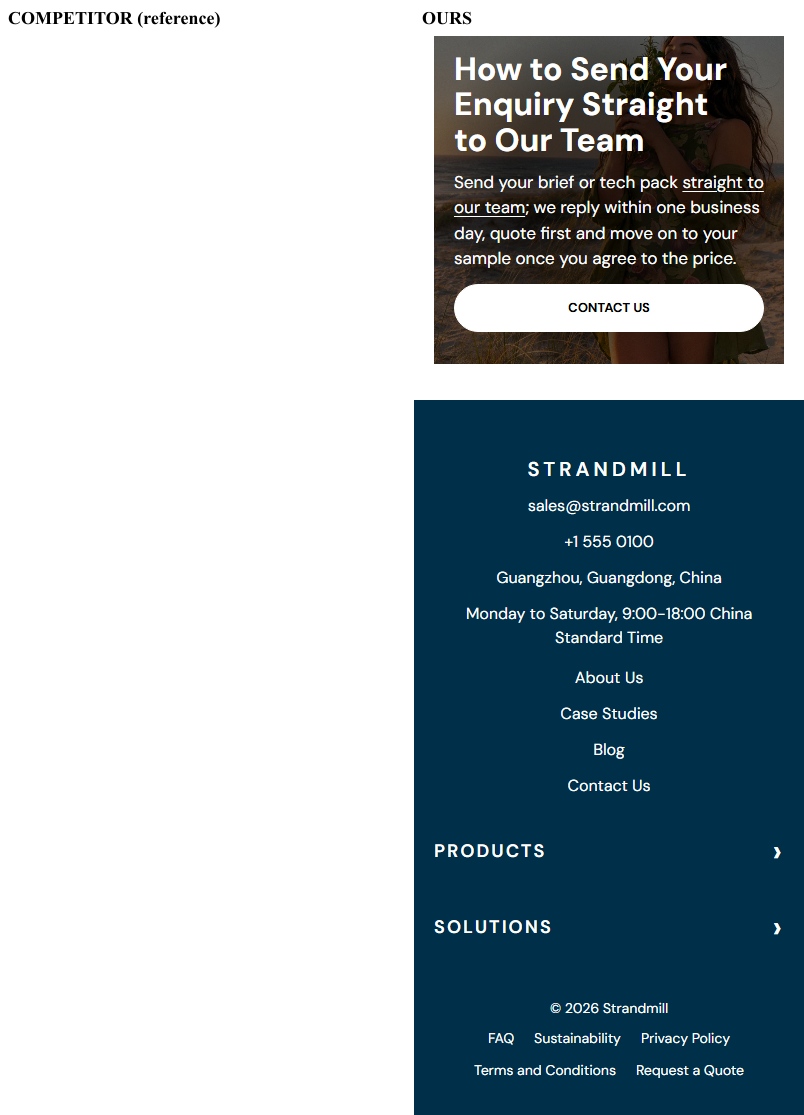 COMPETITOR (reference)
OURS
How to Send Your
Enquiry Straight
to Our Team
Send your brief or tech pack straight to
our team; we reply within one business
day, quote first and move on to your
sample once you agree to the price.
CONTACT US
STRANDMILL
sales@strandmill.com
+1 555 0100
Guangzhou, Guangdong, China
Monday to Saturday, 9:00-18:00 China
Standard Time
About Us
Case Studies
Blog
Contact Us
PRODUCTS
SOLUTIONS
© 2026 Strandmill
FAQ Sustainability Privacy Policy
Terms and Conditions Request a Quote